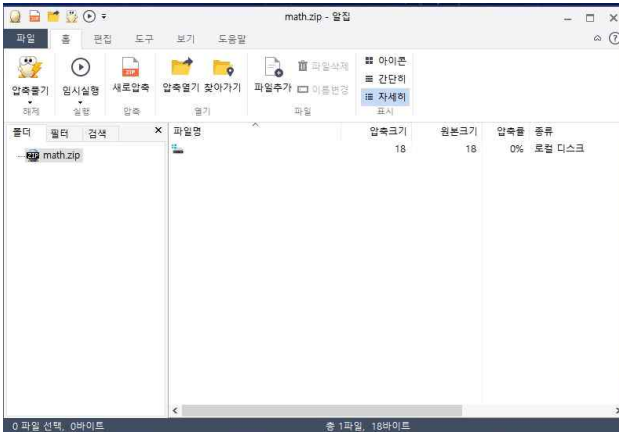 math.zip - 알집
파일 홈 편집 도구 보기 도움말
압축풀기 임시실행 새로압축 압축열기 찾아가기 파일추가 파일삭제 이름변경 아이콘 간단히 자세히
해제 실행 압축 열기 파일 표시
폴더 필터 검색 × 파일명 압축크기 원본크기 압축률 종류
ZIP math.zip 18 18 0% 로컬 디스크
0 파일 선택, 0바이트 총 1파일, 18바이트